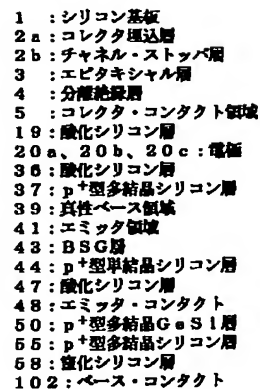 1 :シリコン基板
2a:コレクタ埋込層
2b:チャネル・ストッパ層
3 :エピタキシャル層
4 :分離絶縁層
5 :コレクタ・コンタクト領域
19:酸化シリコン層
20a、20b、20c:電極
36:酸化シリコン層
37:p⁺型多結晶シリコン層
39:真性ベース領域
41:エミッタ領域
43:BSG層
44:p⁺型単結晶シリコン層
47:酸化シリコン層
48:エミッタ・コンタクト
50:p⁺型多結晶GeSi層
55:p⁺型多結晶シリコン層
58:窒化シリコン層
102:ベース・コンタクト